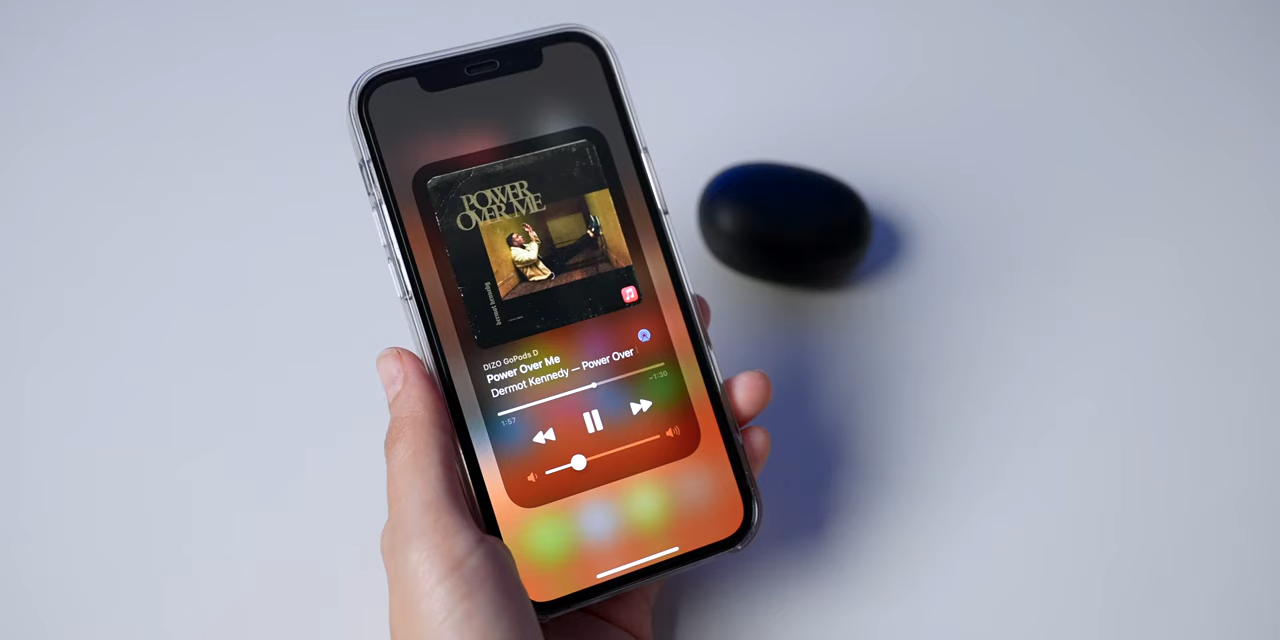 POWER
OVER ME
dermot kennedy
DIZO GoPods D
Power Over Me
Dermot Kennedy — Power Over
1:57
-1:30